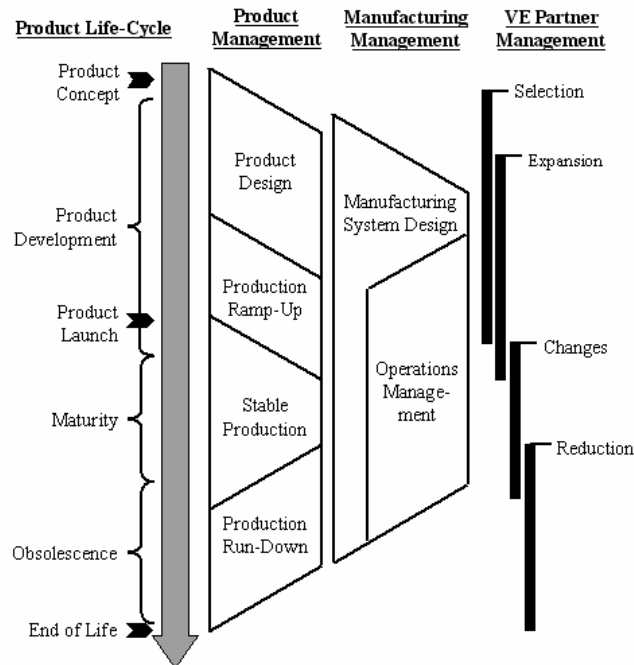 Product Life-Cycle
Product
Concept
Product
Development
Product
Launch
Maturity
Obsolescence
End of Life
Product
Management
Product
Design
Production
Ramp-Up
Stable
Production
Production
Run-Down
Manufacturing
Management
Manufacturing
System Design
Operations
Manage-
ment
VE Partner
Management
Selection
Expansion
Changes
Reduction